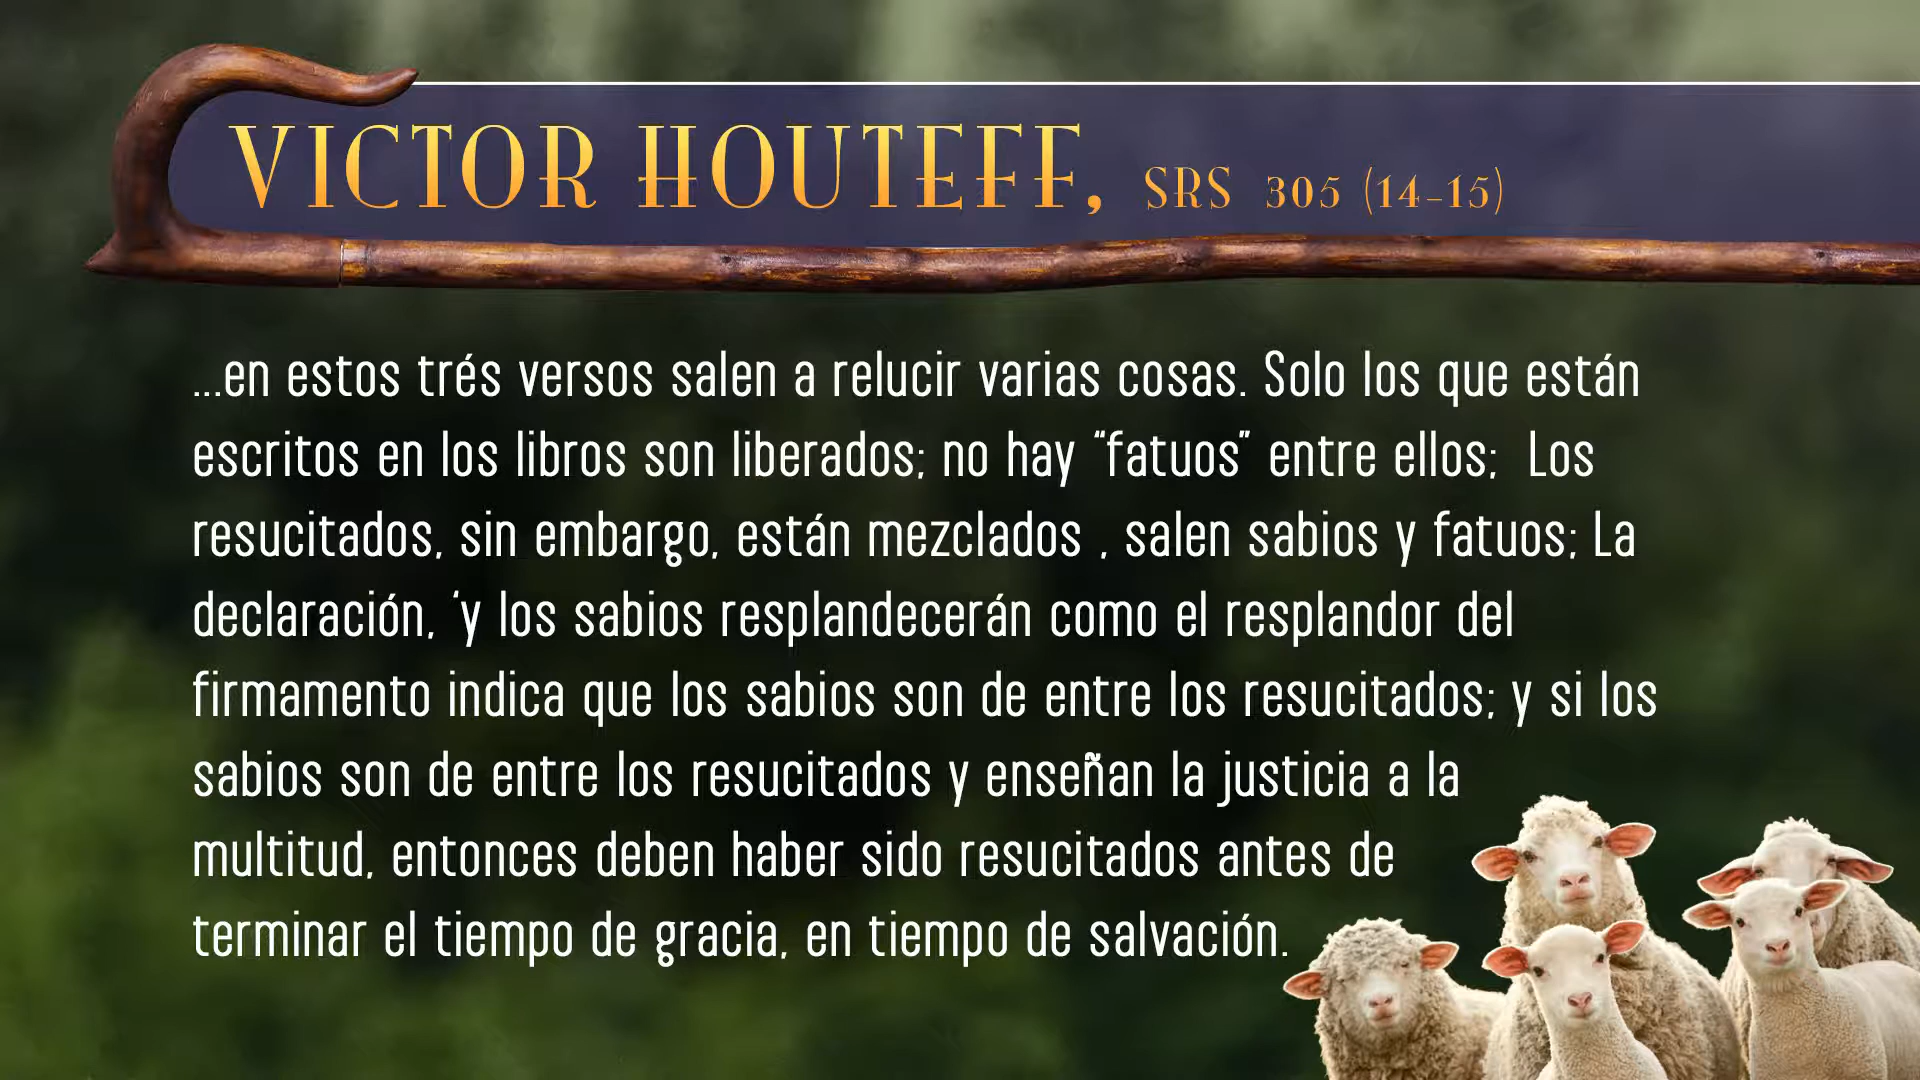 VICTOR HOUTEFF, SRS 305 (14-15)
...en estos trés versos salen a relucir varias cosas. Solo los que están
escritos en los libros son liberados; no hay “fatuos” entre ellos;  Los
resucitados, sin embargo, están mezclados , salen sabios y fatuos; La
declaración, ‘y los sabios resplandecerán como el resplandor del
firmamento indica que los sabios son de entre los resucitados; y si los
sabios son de entre los resucitados y enseñan la justicia a la
multitud, entonces deben haber sido resucitados antes de
terminar el tiempo de gracia, en tiempo de salvación.